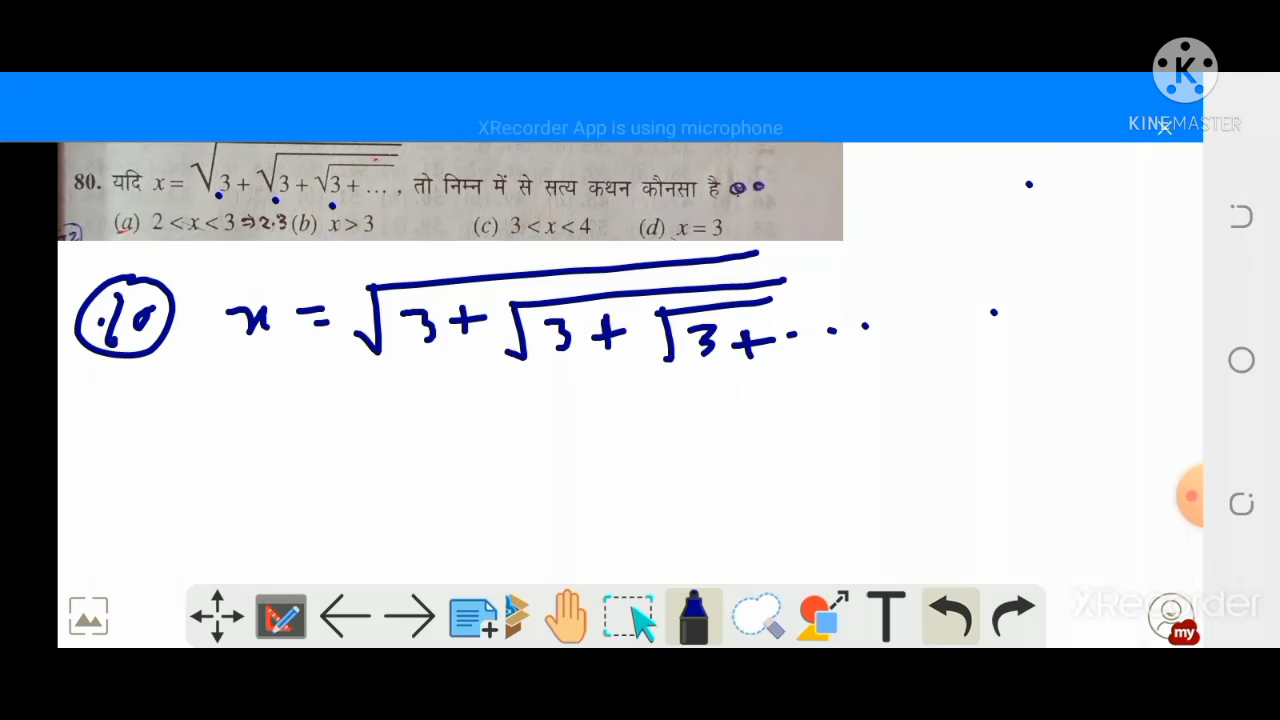 KINEMASTER
XRecorder App is using microphone
80. यदि x = √3 + √3 + √3 + ... , तो निम्न में से सत्य कथन कौनसा है
(a) 2 < x < 3 ⇒ 2.3 (b) x > 3 (c) 3 < x < 4 (d) x = 3
x = √3 + √3 + √3 + ...
T
XRecorder
my